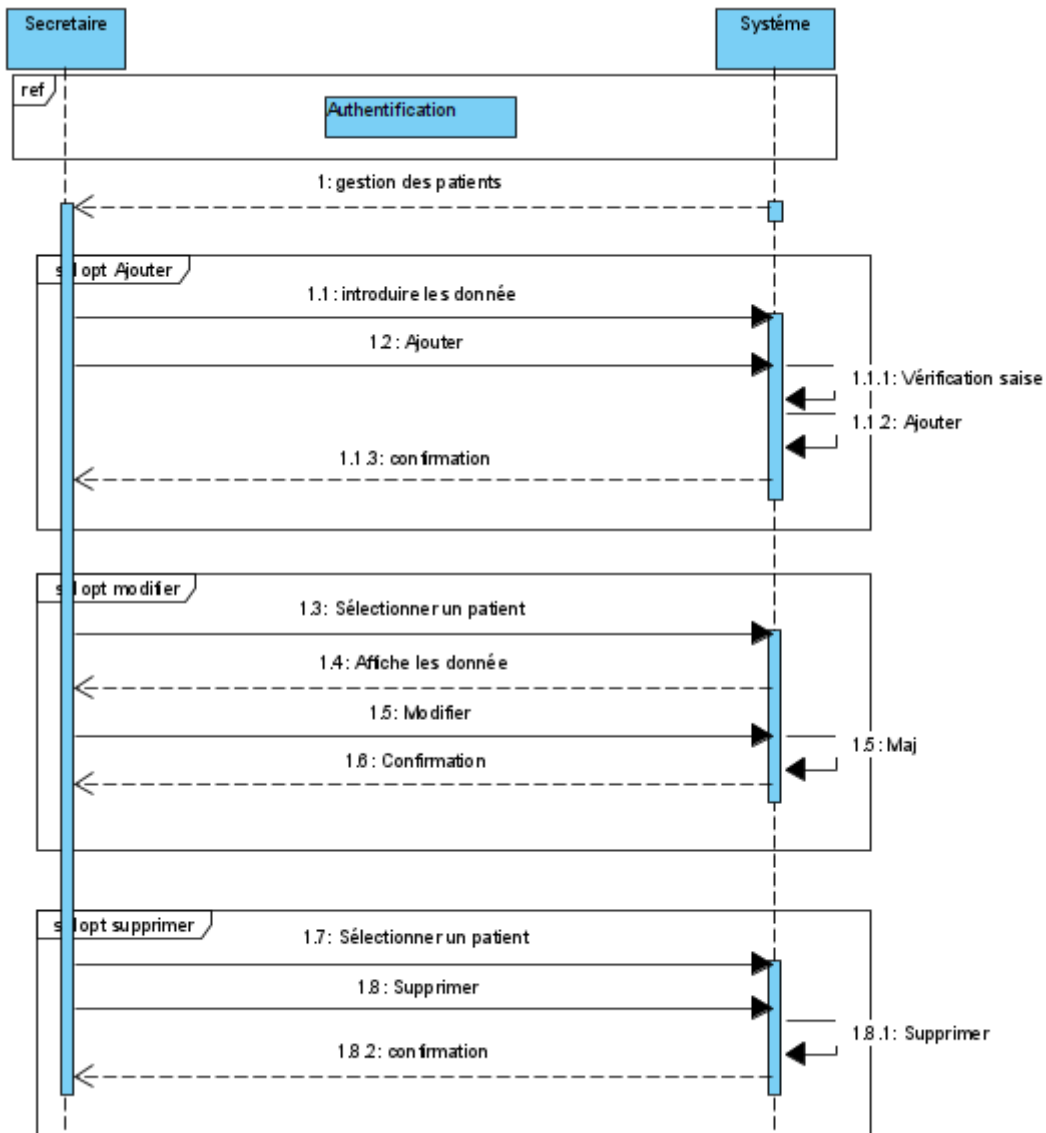 Secretaire
Systéme
ref
Authentification
1: gestion des patients
sd opt Ajouter
1.1: introduire les donnée
1.2: Ajouter
1.1.1: Vérification saise
1.1.2: Ajouter
1.1.3: confirmation
sd opt modifier
1.3: Sélectionner un patient
1.4: Affiche les donnée
1.5: Modifier
1.5: Maj
1.6: Confirmation
sd opt supprimer
1.7: Sélectionner un patient
1.8: Supprimer
1.8.1: Supprimer
1.8.2: confirmation